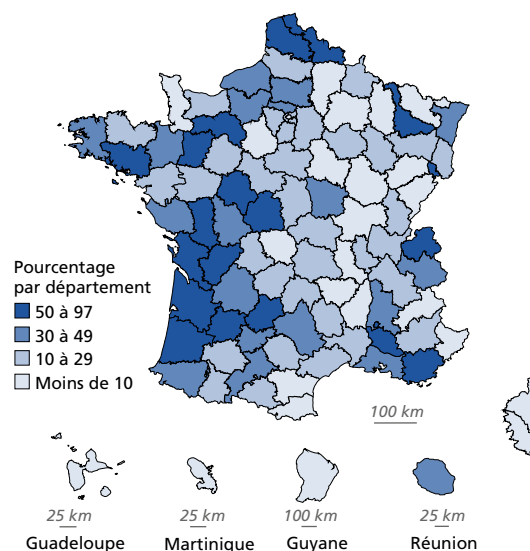 Pourcentage
par département
50 à 97
30 à 49
10 à 29
Moins de 10
100 km
25 km
25 km
100 km
25 km
Guadeloupe
Martinique
Guyane
Réunion